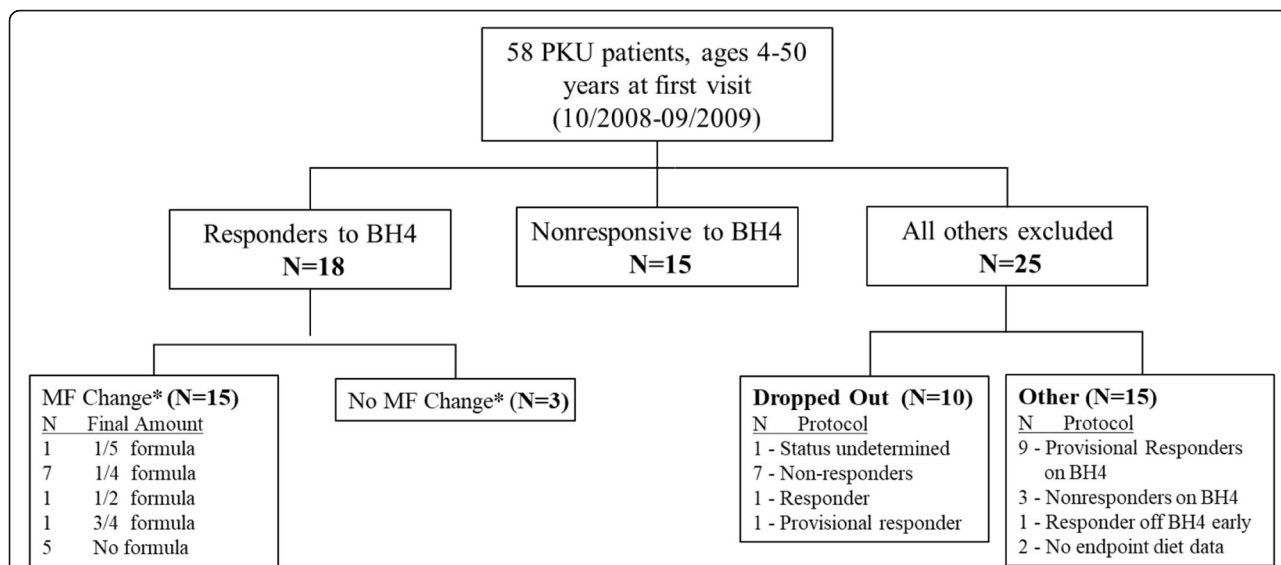 58 PKU patients, ages 4-50
years at first visit
(10/2008-09/2009)
Responders to BH4
N=18
Nonresponsive to BH4
N=15
All others excluded
N=25
MF Change* (N=15)
N Final Amount
1 1/5 formula
7 1/4 formula
1 1/2 formula
1 3/4 formula
5 No formula
No MF Change* (N=3)
Dropped Out (N=10)
N Protocol
1 - Status undetermined
7 - Non-responders
1 - Responder
1 - Provisional responder
Other (N=15)
N Protocol
9 - Provisional Responders
on BH4
3 - Nonresponders on BH4
1 - Responder off BH4 early
2 - No endpoint diet data